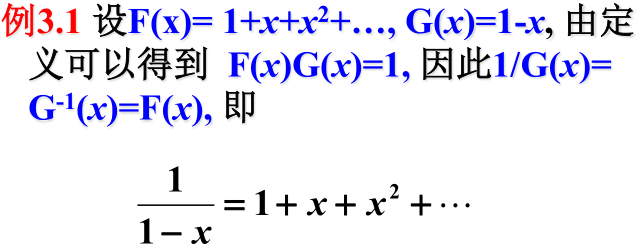 例3.1 设F(x)= 1+x+x²+…, G(x)=1-x, 由定
义可以得到 F(x)G(x)=1, 因此1/G(x)=
G⁻¹(x)=F(x), 即
1/(1−x) = 1 + x + x² + ⋯